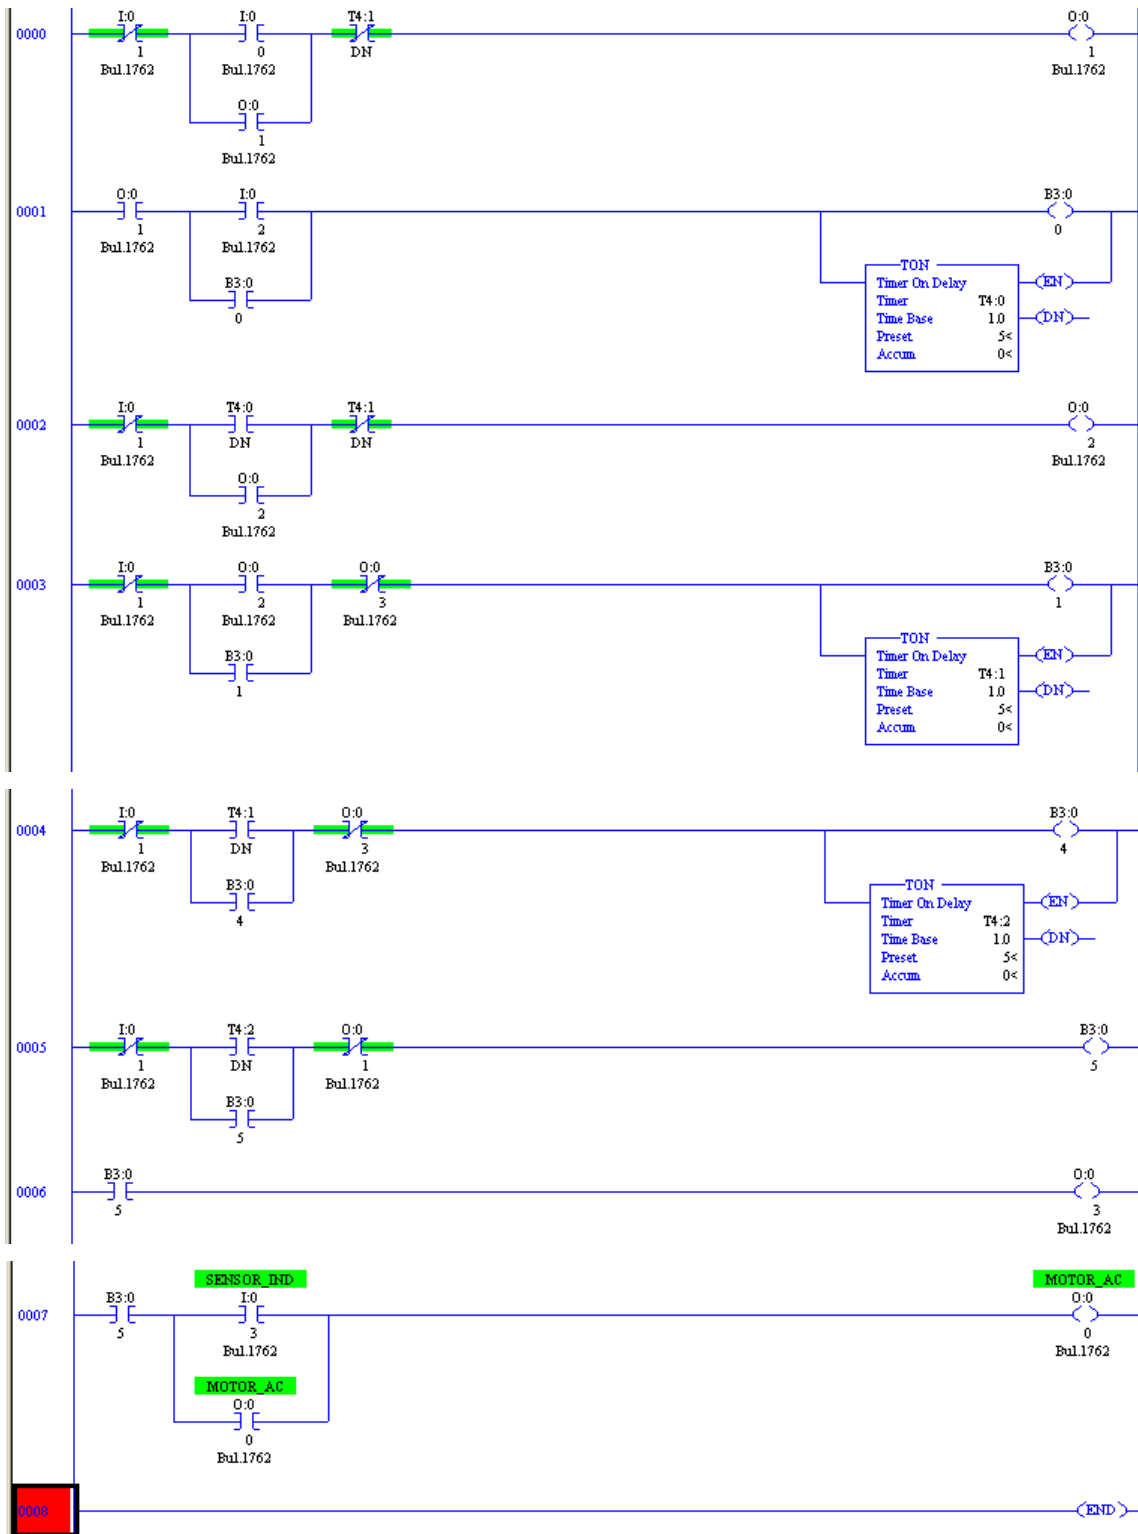 I:0 I:0 T4:1 O:0
0000
1 0 DN 1
Bul.1762 Bul.1762 Bul.1762
O:0
1
Bul.1762
O:0 I:0 B3:0
0001
1 2 0
Bul.1762 Bul.1762
TON
B3:0 Timer On Delay EN
0 Timer T4:0
Time Base 1.0 DN
Preset 5<
Accum 0<
I:0 T4:0 T4:1 O:0
0002
1 DN DN 2
Bul.1762 Bul.1762
O:0
2
Bul.1762
I:0 O:0 O:0 B3:0
0003
1 2 3 1
Bul.1762 Bul.1762 Bul.1762
TON
B3:0 Timer On Delay EN
1 Timer T4:1
Time Base 1.0 DN
Preset 5<
Accum 0<
I:0 T4:1 O:0 B3:0
0004
1 DN 3 4
Bul.1762 Bul.1762
B3:0 TON
4 Timer On Delay EN
Timer T4:2
Time Base 1.0 DN
Preset 5<
Accum 0<
I:0 T4:2 O:0 B3:0
0005
1 DN 1 5
Bul.1762 Bul.1762
B3:0
5
B3:0 O:0
0006
5 3
Bul.1762
SENSOR_IND MOTOR_AC
B3:0 I:0 O:0
0007
5 3 0
Bul.1762 Bul.1762
MOTOR_AC
O:0
0
Bul.1762
0008 END